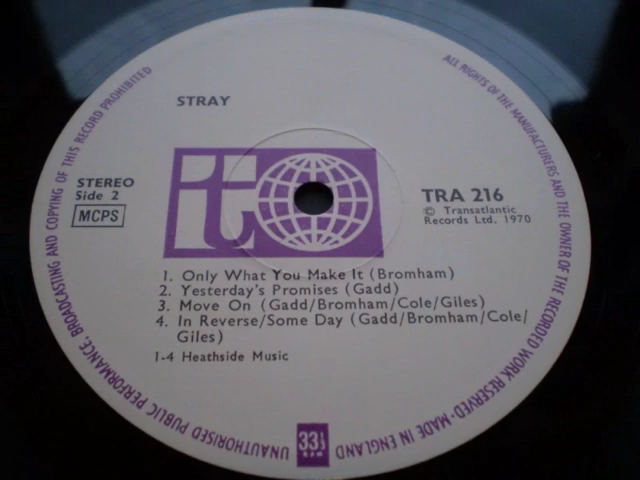 STRAY
STEREO
Side 2
MCPS
it
TRA 216
© Transatlantic
Records Ltd. 1970
1. Only What You Make It (Bromham)
2. Yesterday's Promises (Gadd)
3. Move On (Gadd/Bromham/Cole/Giles)
4. In Reverse/Some Day (Gadd/Bromham/Cole/
Giles)
1-4 Heathside Music
ALL RIGHTS OF THE MANUFACTURERS AND THE OWNER OF THE RECORDED WORK RESERVED·MADE IN ENGLAND
33⅓
RPM
UNAUTHORISED PUBLIC PERFORMANCE, BROADCASTING AND COPYING OF THIS RECORD PROHIBITED